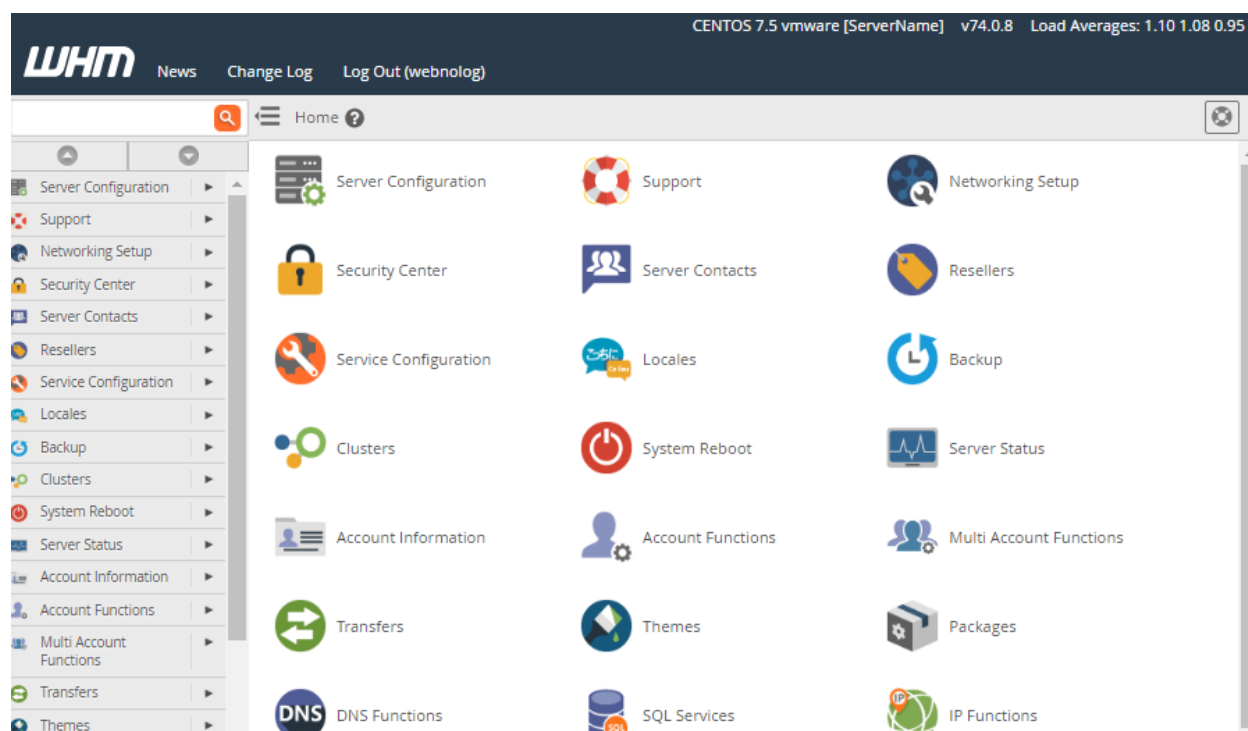 CENTOS 7.5 vmware [ServerName] v74.0.8 Load Averages: 1.10 1.08 0.95
WHM News Change Log Log Out (webnolog)
Home
Server Configuration
Support
Networking Setup
Security Center
Server Contacts
Resellers
Service Configuration
Locales
Backup
Clusters
System Reboot
Server Status
Account Information
Account Functions
Multi Account
Functions
Transfers
Themes
Server Configuration Support Networking Setup
Security Center Server Contacts Resellers
Service Configuration Locales Backup
Clusters System Reboot Server Status
Account Information Account Functions Multi Account Functions
Transfers Themes Packages
DNS DNS Functions SQL SQL Services IP IP Functions